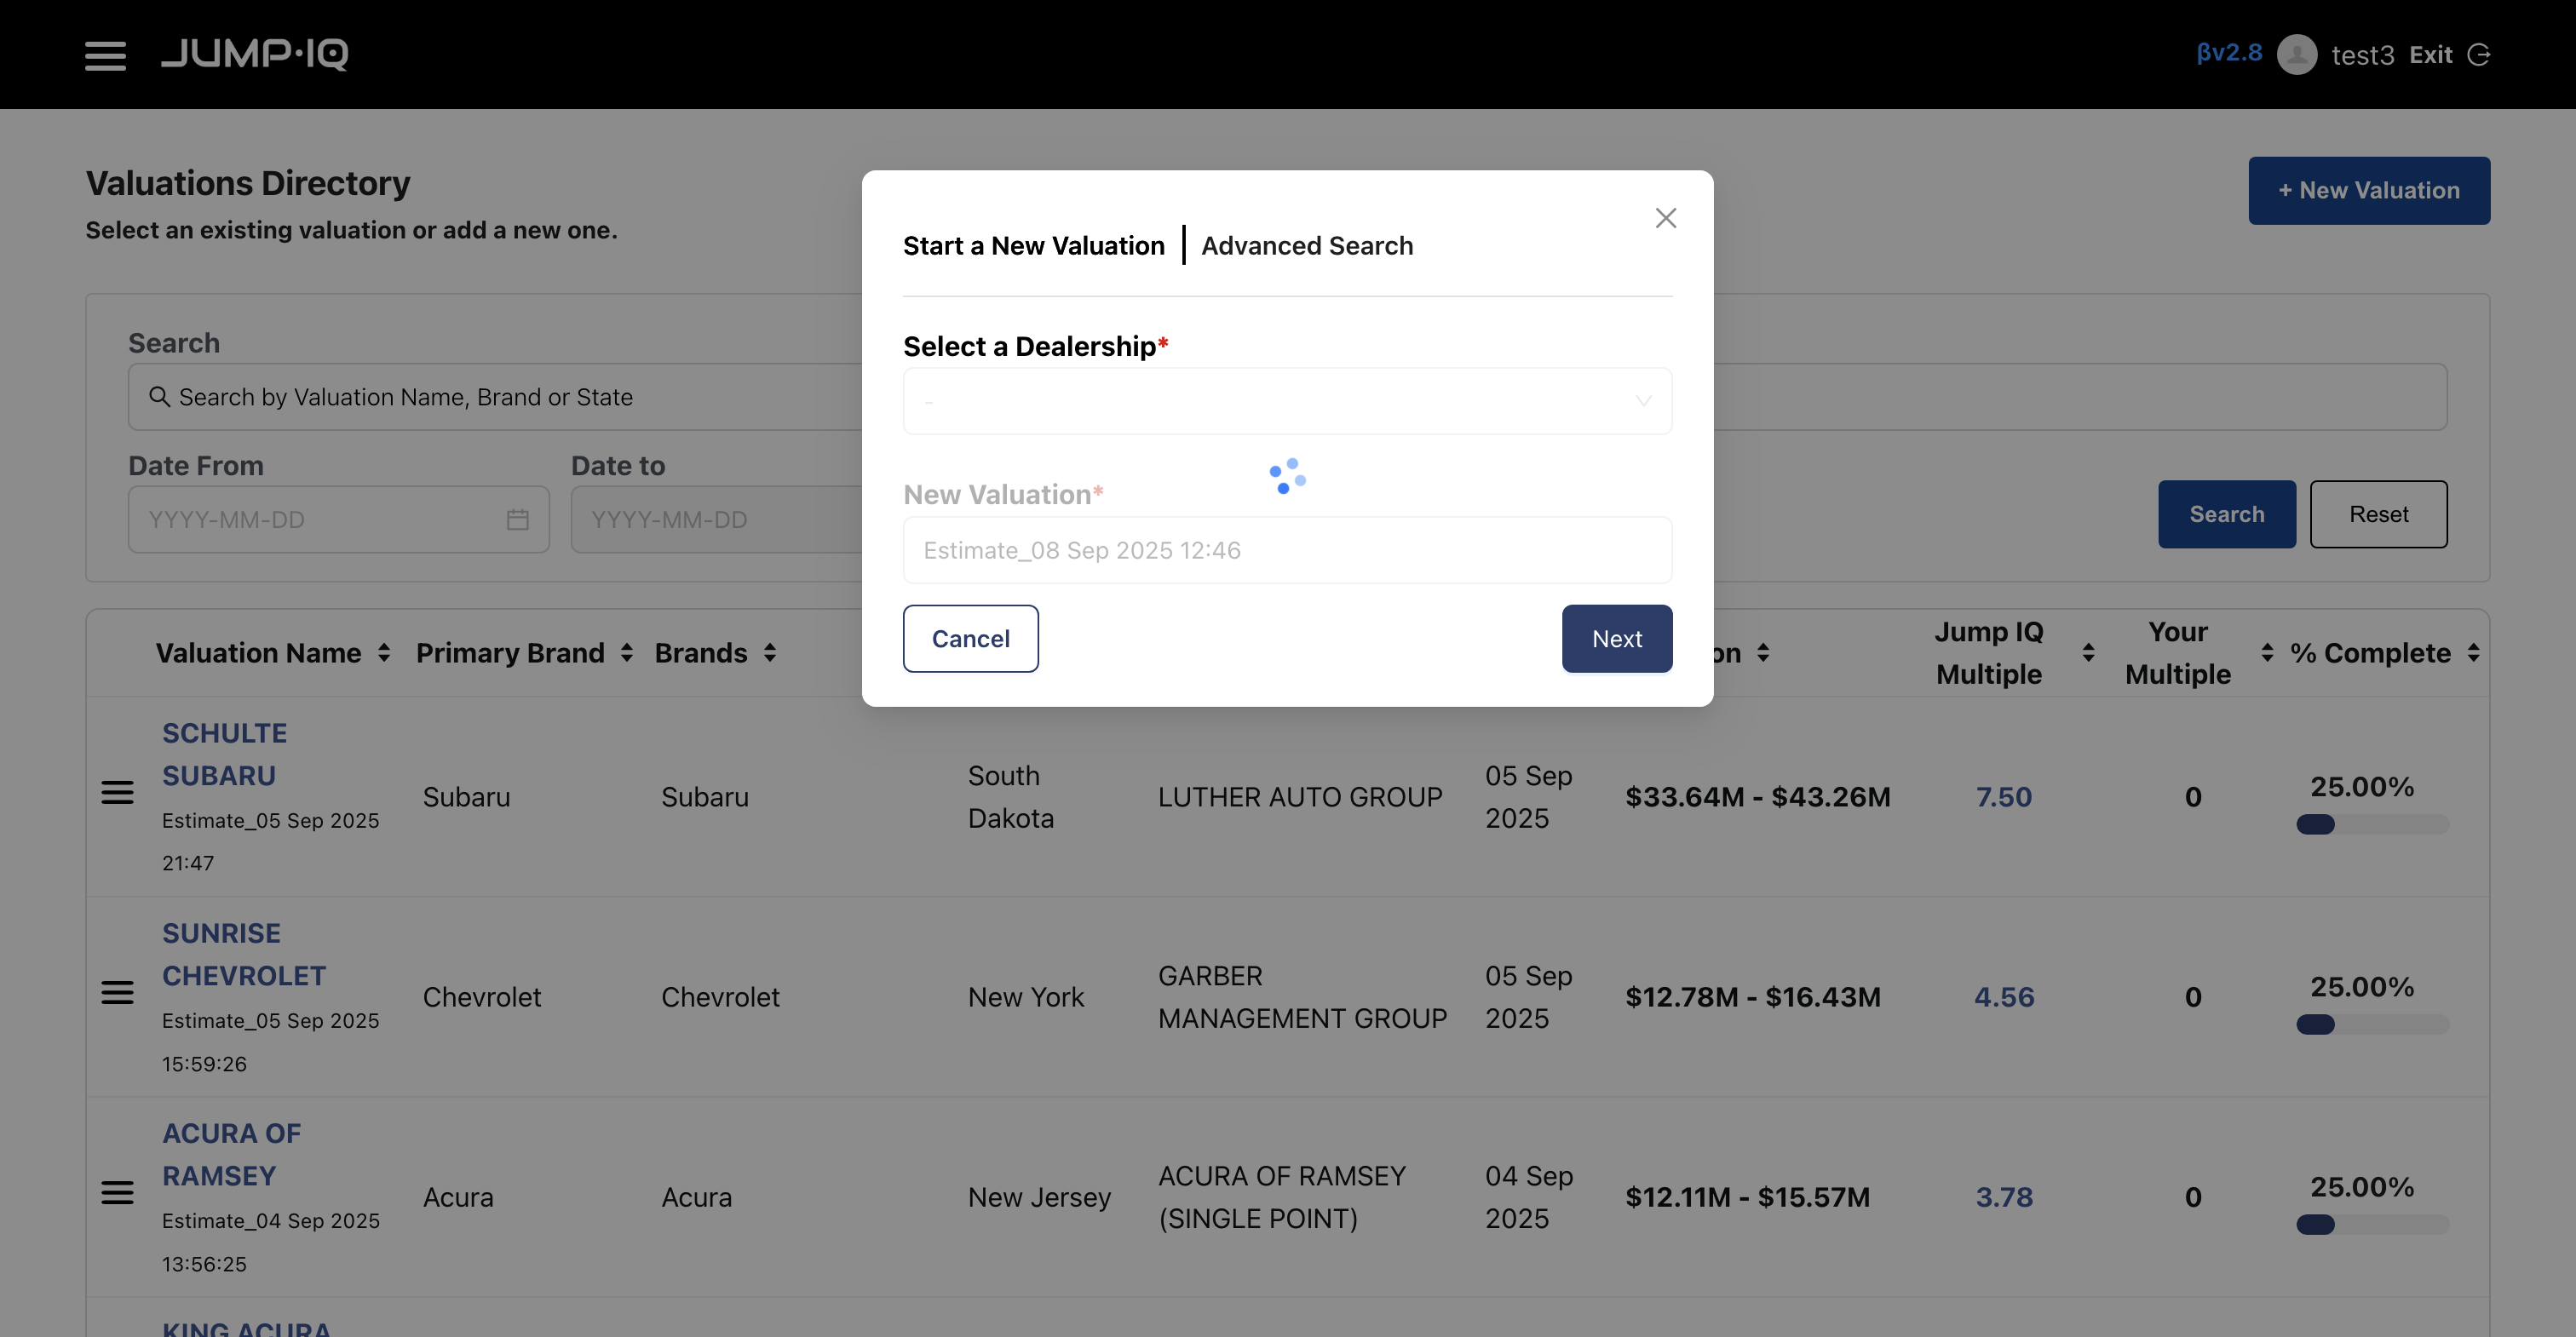 JUMP·IQ
βv2.8 test3 Exit
Valuations Directory
Select an existing valuation or add a new one.
+ New Valuation
Start a New Valuation | Advanced Search
Select a Dealership*
-
New Valuation*
Estimate_08 Sep 2025 12:46
Cancel
Next
Search
Search by Valuation Name, Brand or State
Date From
Date to
YYYY-MM-DD
YYYY-MM-DD
Search
Reset
Valuation Name
Primary Brand
Brands
on
Jump IQ
Multiple
Your
Multiple
% Complete
SCHULTE
SUBARU
Estimate_05 Sep 2025
21:47
Subaru
Subaru
South
Dakota
LUTHER AUTO GROUP
05 Sep
2025
$33.64M - $43.26M
7.50
0
25.00%
SUNRISE
CHEVROLET
Estimate_05 Sep 2025
15:59:26
Chevrolet
Chevrolet
New York
GARBER
MANAGEMENT GROUP
05 Sep
2025
$12.78M - $16.43M
4.56
0
25.00%
ACURA OF
RAMSEY
Estimate_04 Sep 2025
13:56:25
Acura
Acura
New Jersey
ACURA OF RAMSEY
(SINGLE POINT)
04 Sep
2025
$12.11M - $15.57M
3.78
0
25.00%
KING ACURA